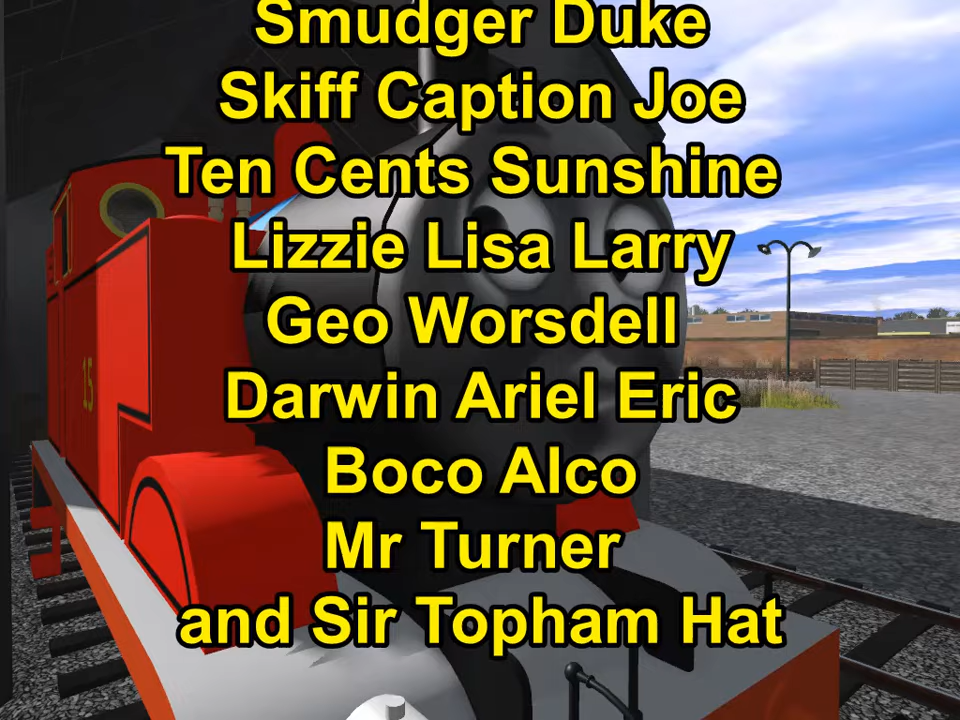 Smudger Duke
Skiff Caption Joe
Ten Cents Sunshine
Lizzie Lisa Larry
Geo Worsdell
Darwin Ariel Eric
Boco Alco
Mr Turner
and Sir Topham Hat
15